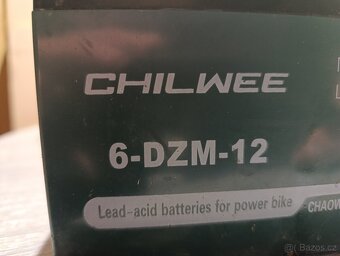 CHILWEE
6-DZM-12
Lead-acid batteries for power bike
CHAOW
Bazos.cz